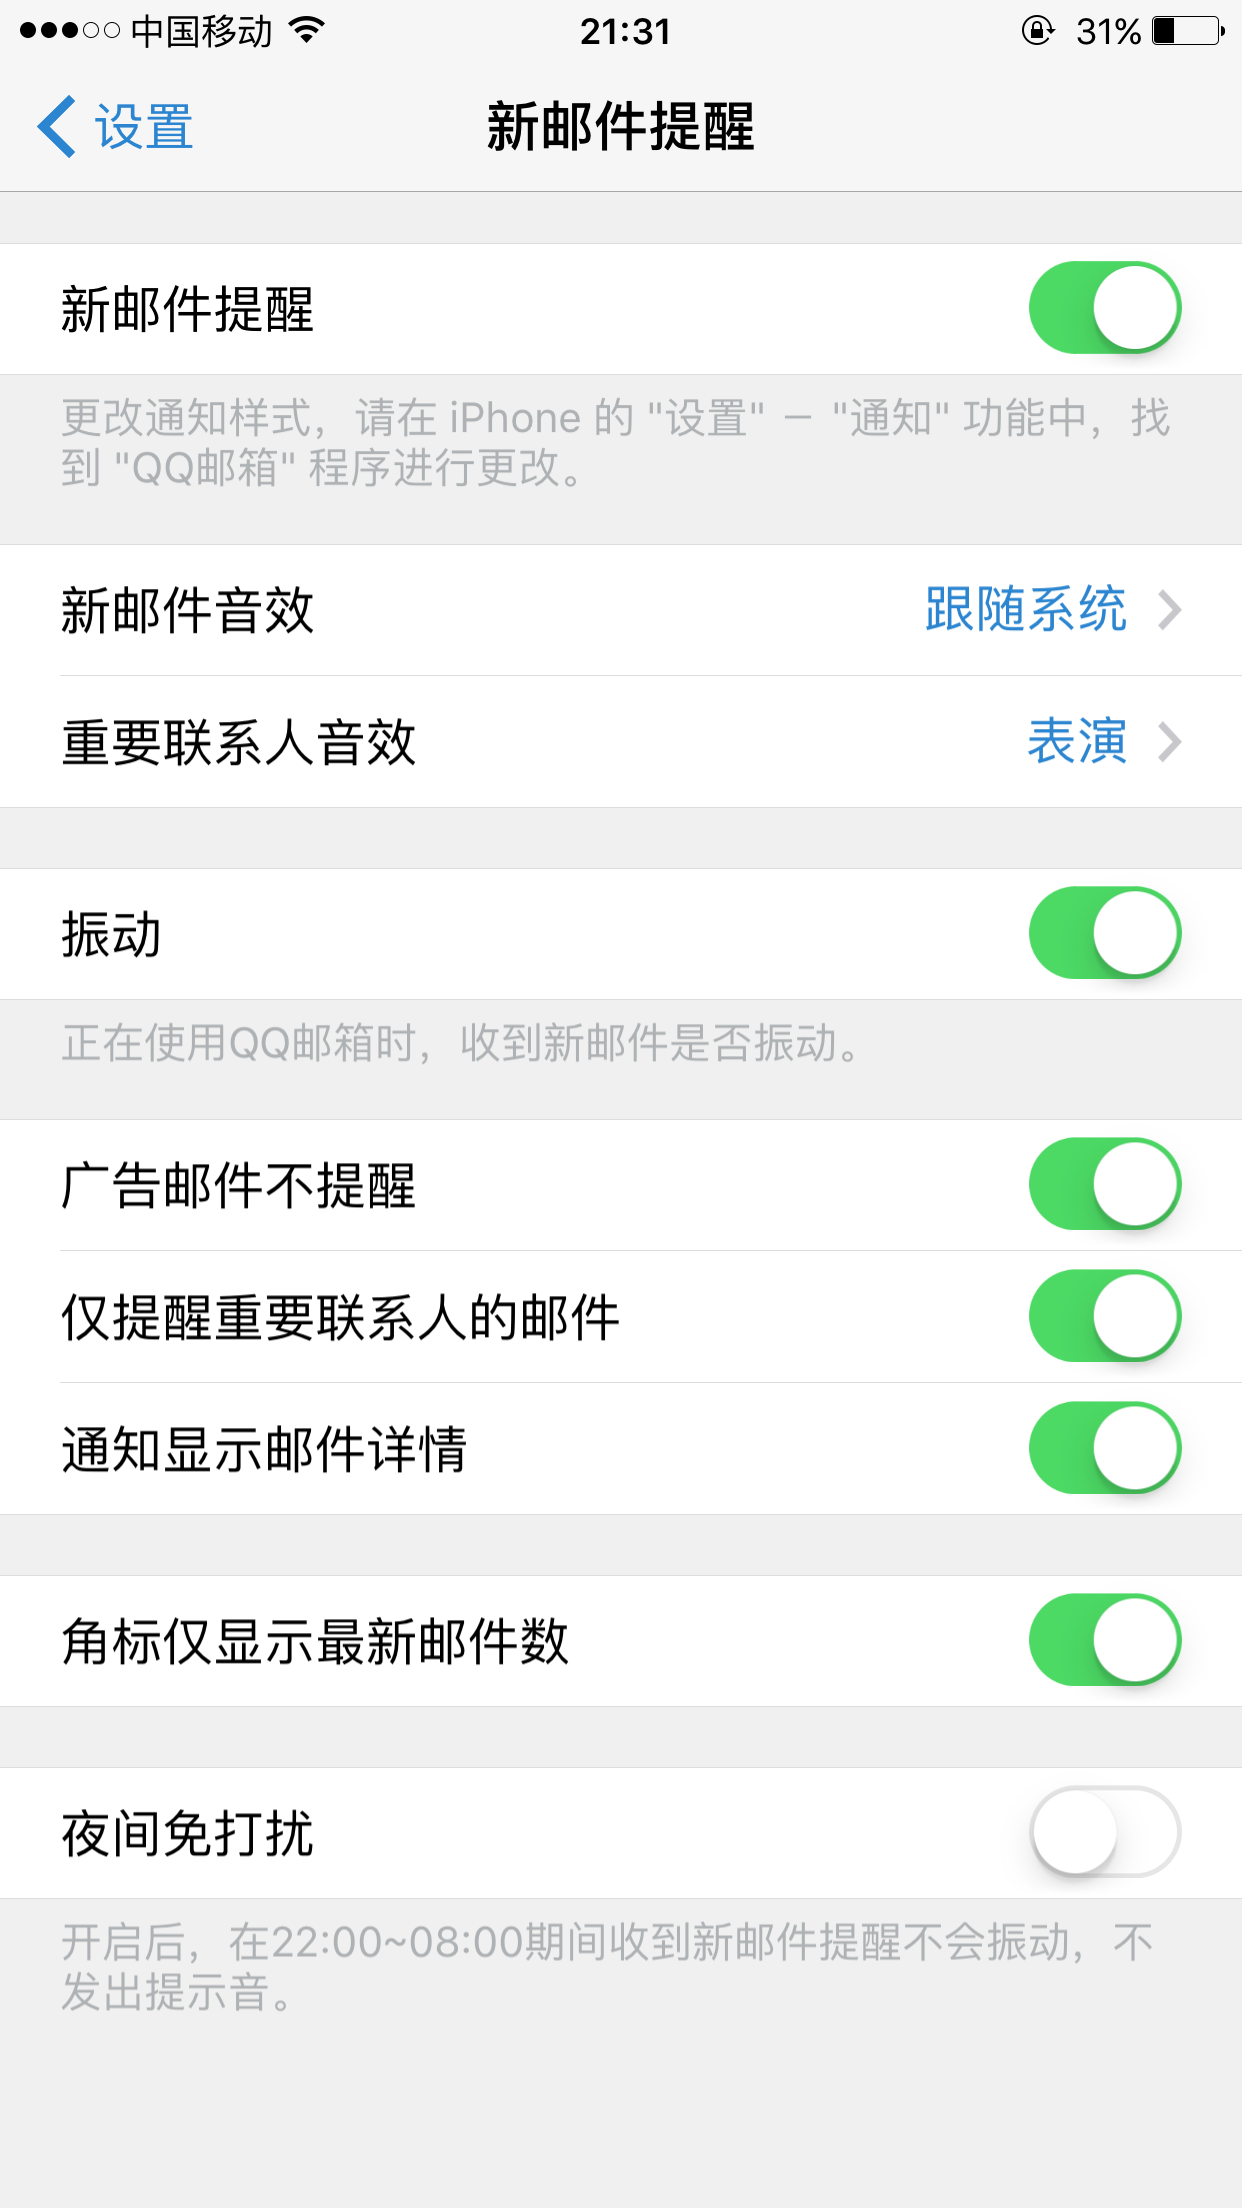 中国移动 21:31 31%
设置 新邮件提醒
新邮件提醒
更改通知样式，请在 iPhone 的 "设置" — "通知" 功能中，找
到 "QQ邮箱" 程序进行更改。
新邮件音效 跟随系统
重要联系人音效 表演
振动
正在使用QQ邮箱时，收到新邮件是否振动。
广告邮件不提醒
仅提醒重要联系人的邮件
通知显示邮件详情
角标仅显示最新邮件数
夜间免打扰
开启后，在22:00~08:00期间收到新邮件提醒不会振动，不
发出提示音。